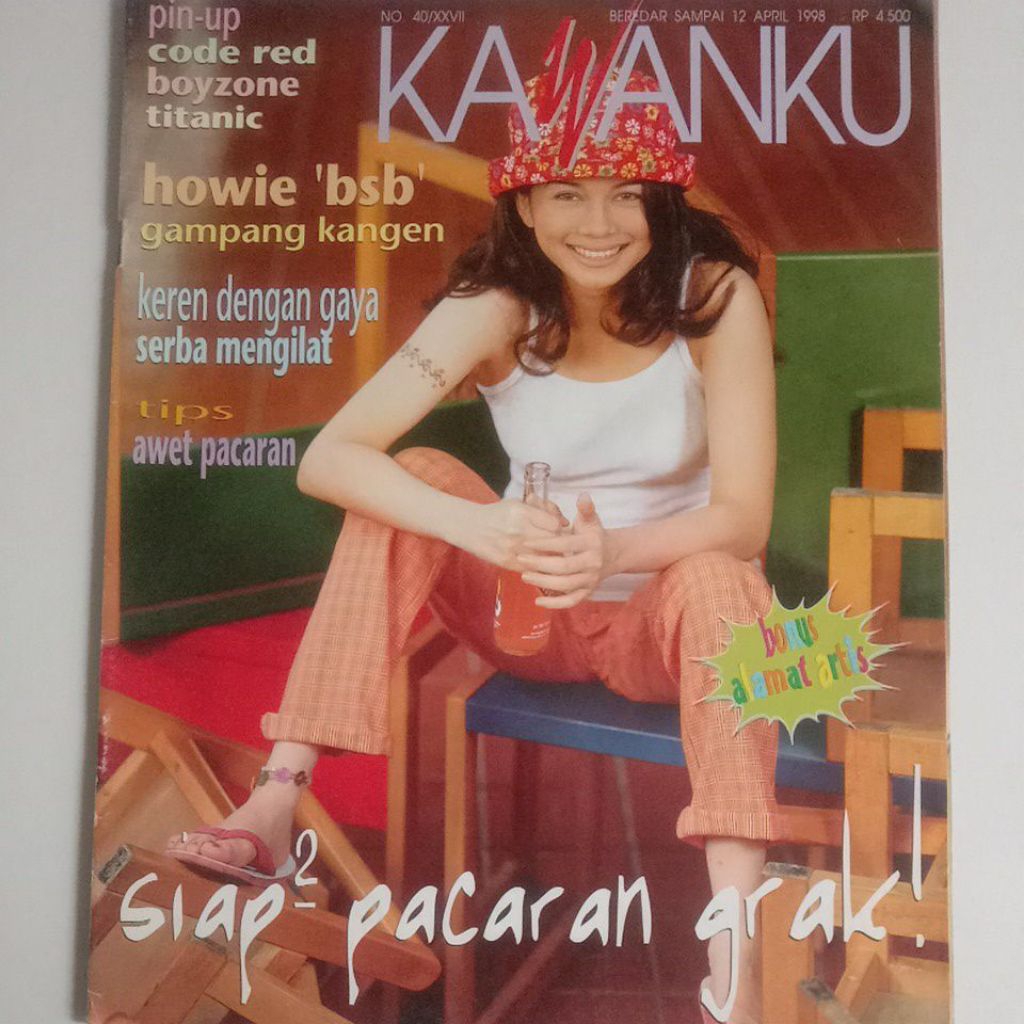 NO. 40/XXVII
BEREDAR SAMPAI 12 APRIL 1998 RP 4.500
KAWANKU
pin-up
code red
boyzone
titanic
howie 'bsb'
gampang kangen
keren dengan gaya
serba mengilat
tips
awet pacaran
bonus
alamat artis
siap² pacaran grak!